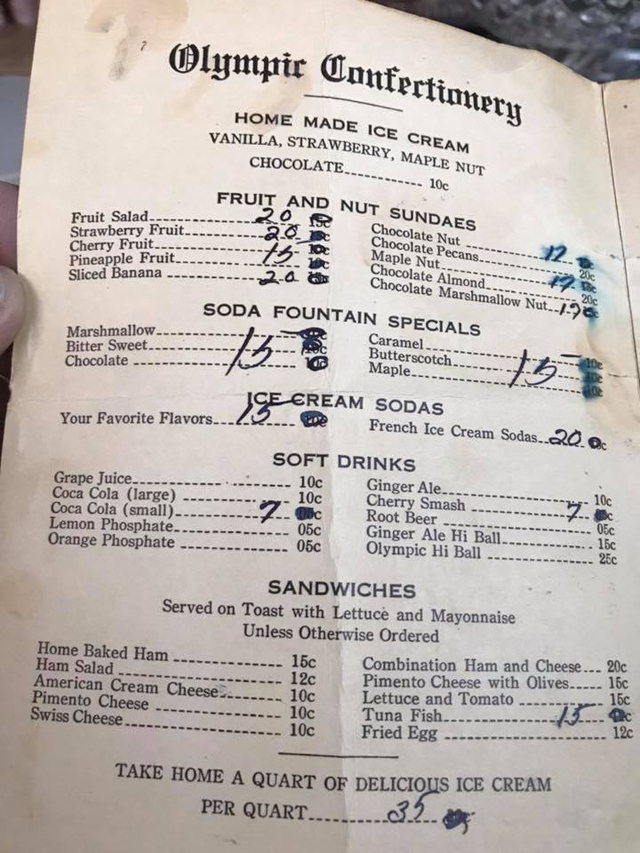 Olympic Confectionery
HOME MADE ICE CREAM
VANILLA, STRAWBERRY, MAPLE NUT
CHOCOLATE 10c
FRUIT AND NUT SUNDAES
Fruit Salad 20 15c
Strawberry Fruit 20
Cherry Fruit 15
Pineapple Fruit
Sliced Banana 20
Chocolate Nut
Chocolate Pecans 17 20c
Maple Nut
Chocolate Almond 17 20c
Chocolate Marshmallow Nut 17
SODA FOUNTAIN SPECIALS
Marshmallow
Bitter Sweet 15
Chocolate
Caramel 10c
Butterscotch 15 10c
Maple 10c
ICE CREAM SODAS
Your Favorite Flavors 15
French Ice Cream Sodas 20
SOFT DRINKS
Grape Juice 10c
Coca Cola (large) 10c
Coca Cola (small) 7 05c
Lemon Phosphate 05c
Orange Phosphate 05c
Ginger Ale 10c
Cherry Smash 7
Root Beer 05c
Ginger Ale Hi Ball 15c
Olympic Hi Ball 25c
SANDWICHES
Served on Toast with Lettuce and Mayonnaise
Unless Otherwise Ordered
Home Baked Ham 15c
Ham Salad 12c
American Cream Cheese 10c
Pimento Cheese 10c
Swiss Cheese 10c
Combination Ham and Cheese 20c
Pimento Cheese with Olives 15c
Lettuce and Tomato 15c
Tuna Fish 15
Fried Egg 12c
TAKE HOME A QUART OF DELICIOUS ICE CREAM
PER QUART 35